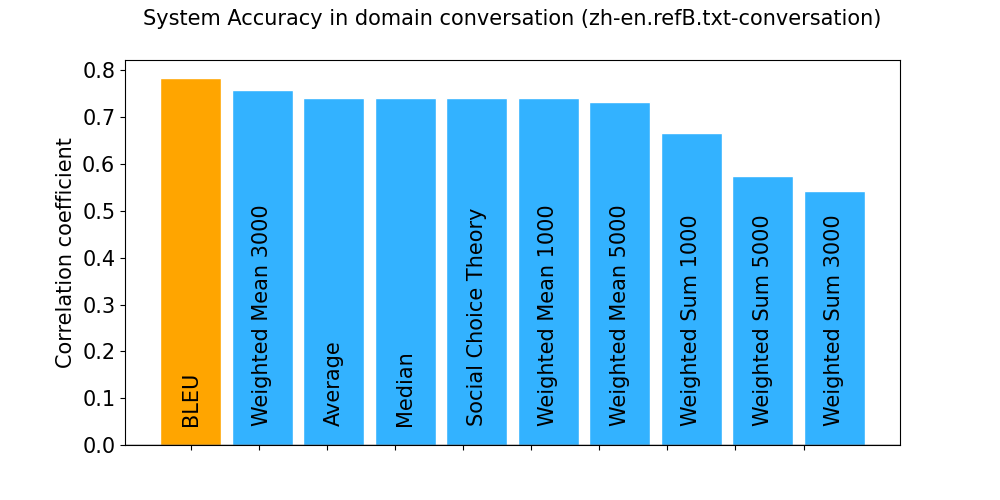 System Accuracy in domain conversation (zh-en.refB.txt-conversation)
Correlation coefficient
0.8
0.7
0.6
0.5
0.4
0.3
0.2
0.1
0.0
BLEU
Weighted Mean 3000
Average
Median
Social Choice Theory
Weighted Mean 1000
Weighted Mean 5000
Weighted Sum 1000
Weighted Sum 5000
Weighted Sum 3000